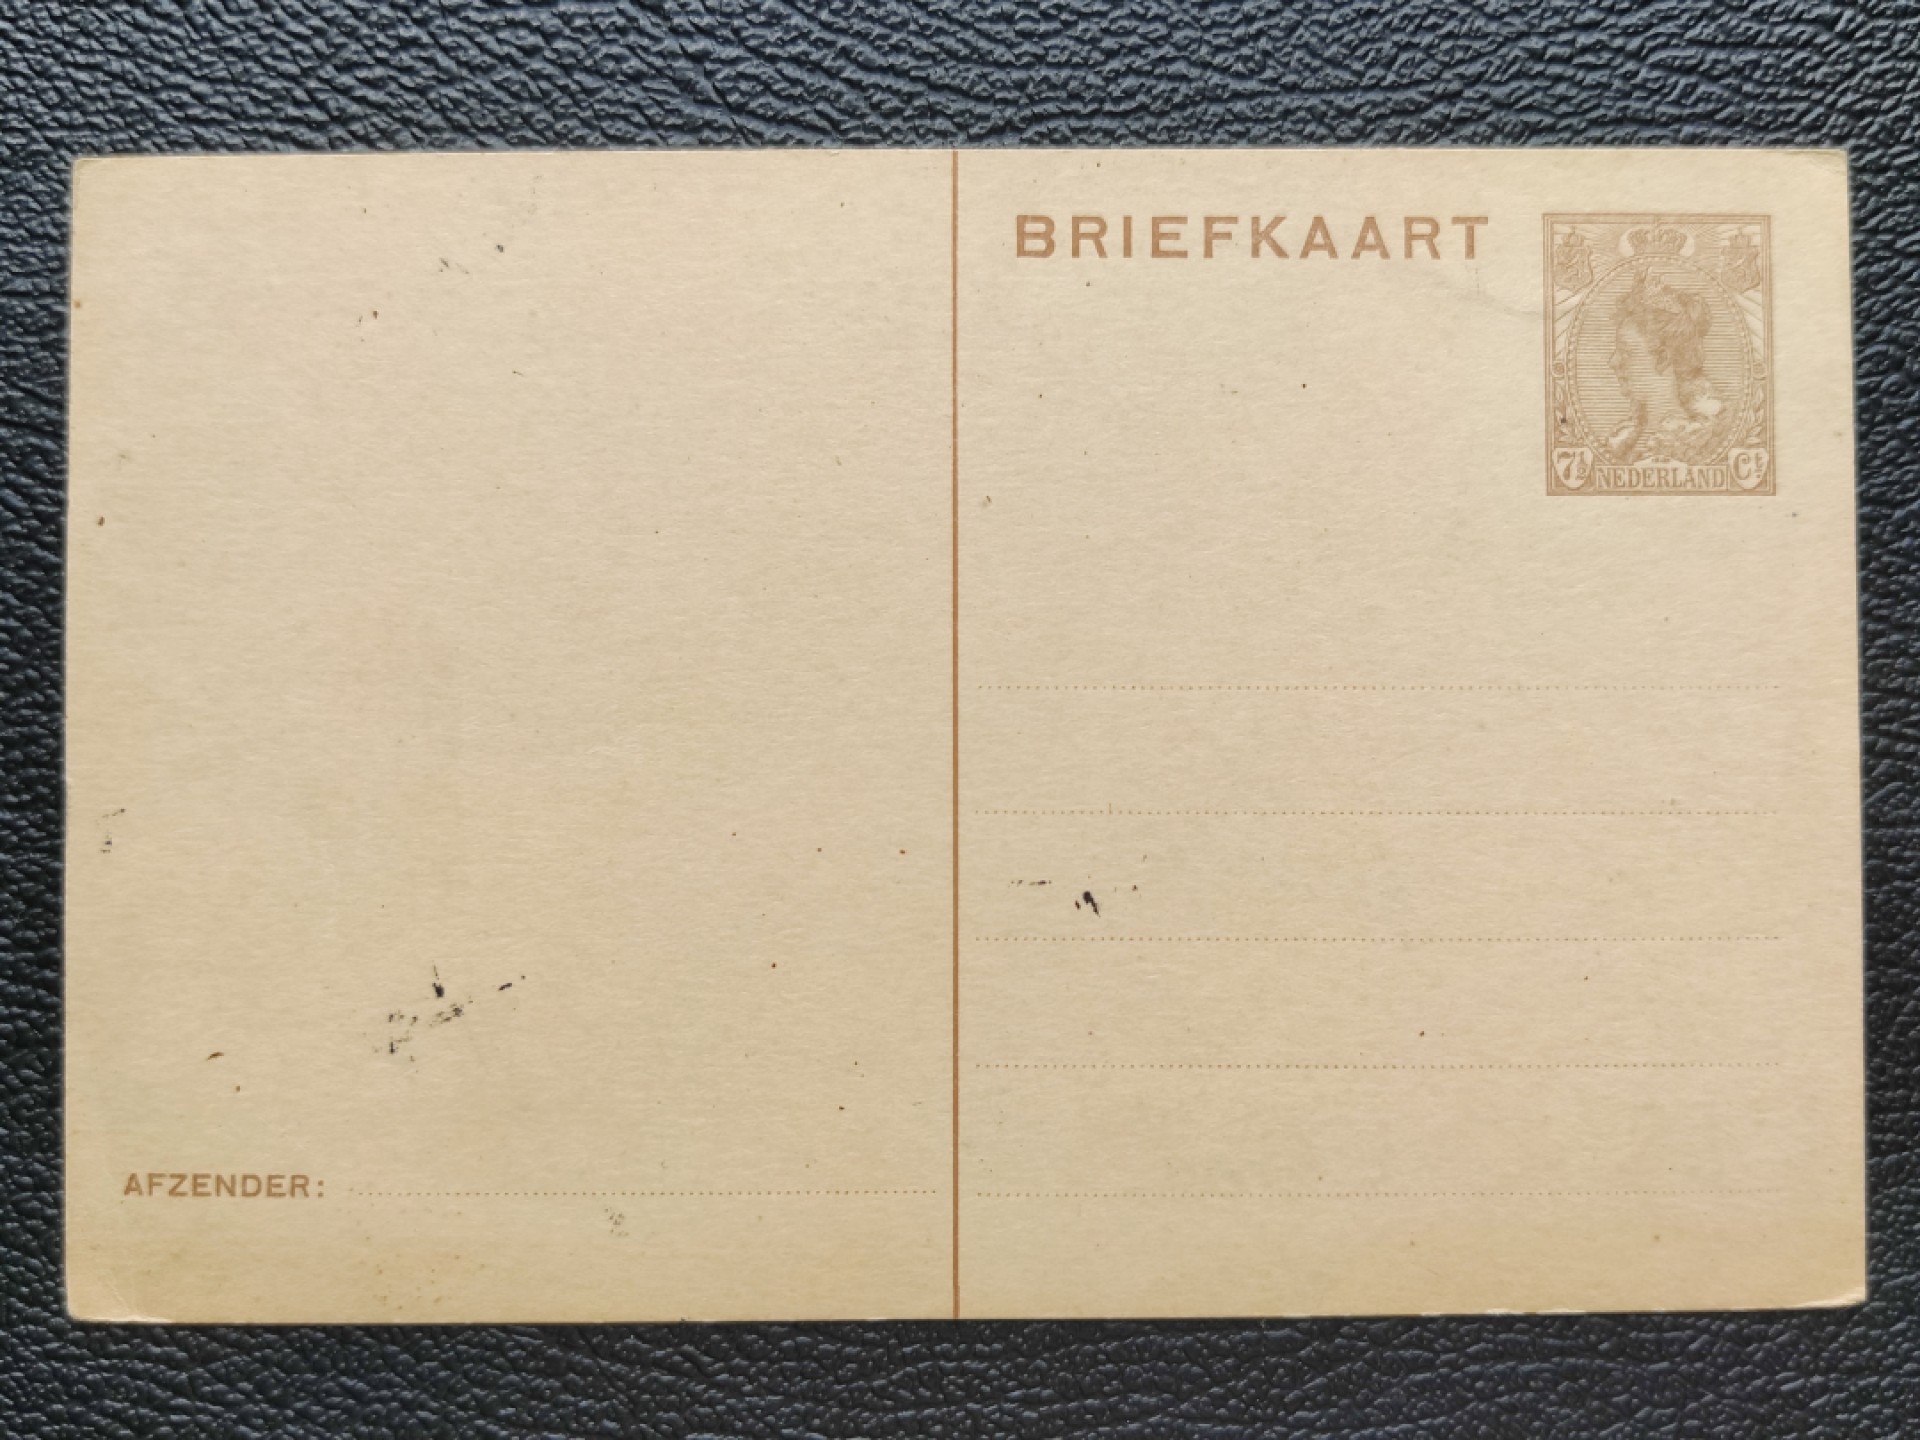 BRIEFKAART
7½ NEDERLAND Ct.
AFZENDER: